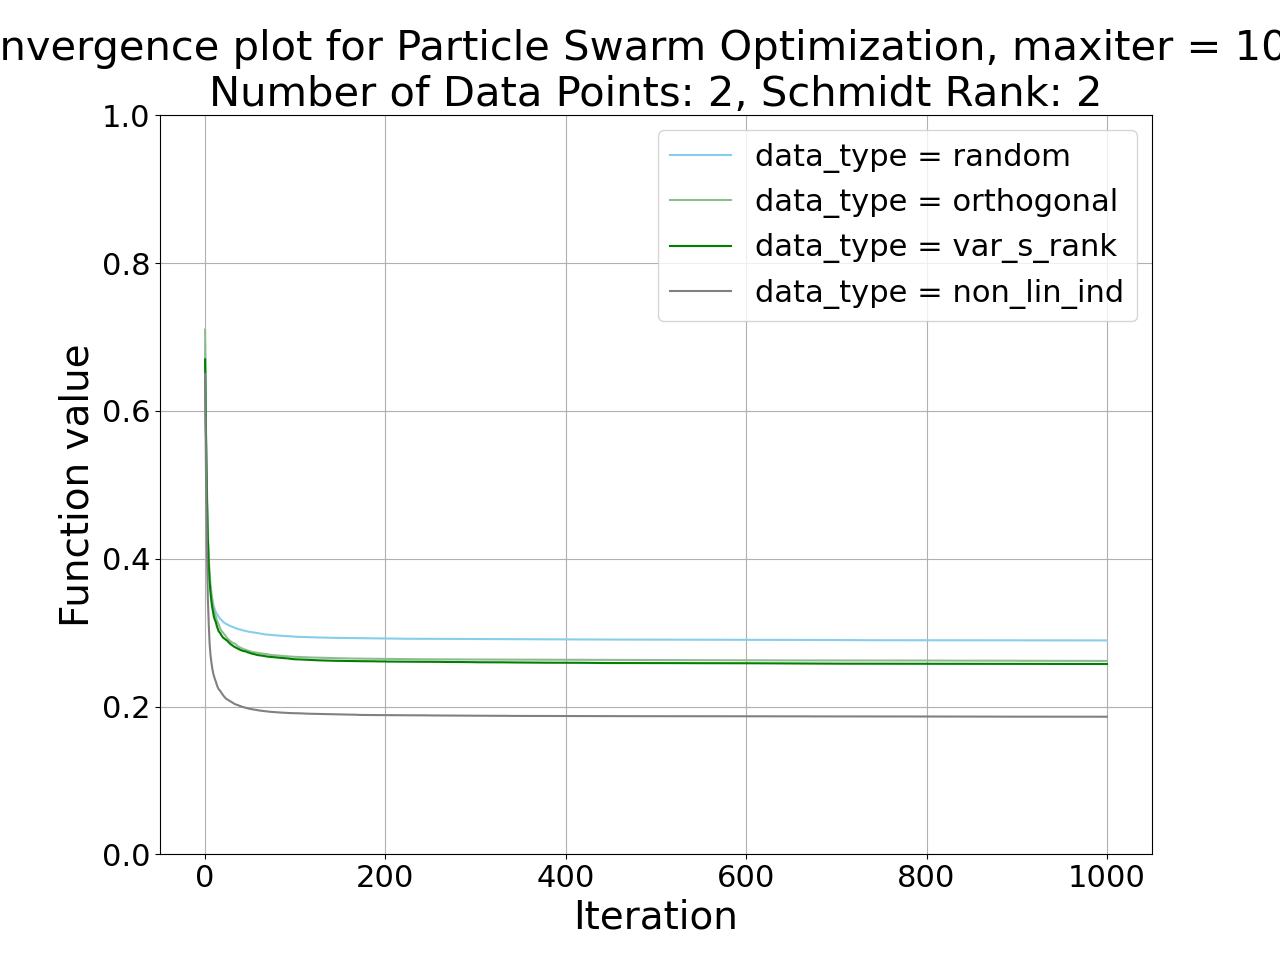 nvergence plot for Particle Swarm Optimization, maxiter = 10
Number of Data Points: 2, Schmidt Rank: 2
1.0
0.8
0.6
0.4
0.2
0.0
Function value
data_type = random
data_type = orthogonal
data_type = var_s_rank
data_type = non_lin_ind
0 200 400 600 800 1000
Iteration